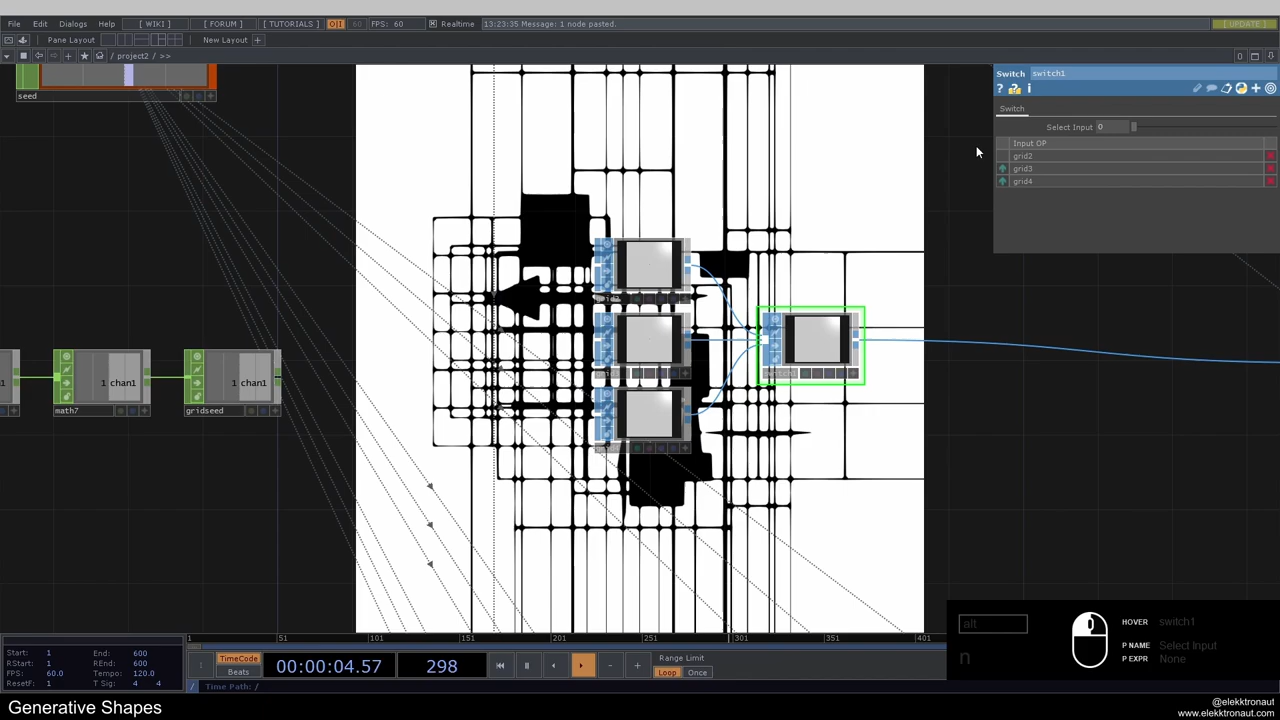 File Edit Dialogs Help [ WIKI ] [ FORUM ] [ TUTORIALS ] O|I 60 FPS: 60 Realtime 13:23:35 Message: 1 node pasted. [ UPDATE ]
Pane Layout New Layout +
/ project2 / >>
seed
Switch switch1
Switch
Select Input 0
Input OP
grid2
grid3
grid4
1 chan1
1 chan1
math7
gridseed
switch1
1 51 101 151 201 251 301 351 401
Start: 1 End: 600
RStart: 1 REnd: 600
FPS: 60.0 Tempo: 120.0
ResetF: 1 T Sig: 4 4
TimeCode
Beats
00:00:04.57
298
Range Limit
Loop Once
/ Time Path: /
alt
n
HOVER switch1
P NAME Select Input
P EXPR None
Generative Shapes
@elekktronaut
www.elekktronaut.com